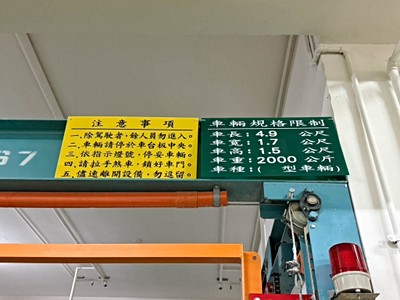 67
注意事項
一、除駕駛者，餘人員勿進入。
二、車輛請停於車台板中央。
三、依指示燈號，停妥車輛。
四、請拉手煞車，鎖好車門。
五、儘速離開設備，勿逗留。
車輛規格限制
車長：4.9 公尺
車寬：1.7 公尺
車高：1.5 公尺
車重：2000 公斤
車種：( 型車輛)